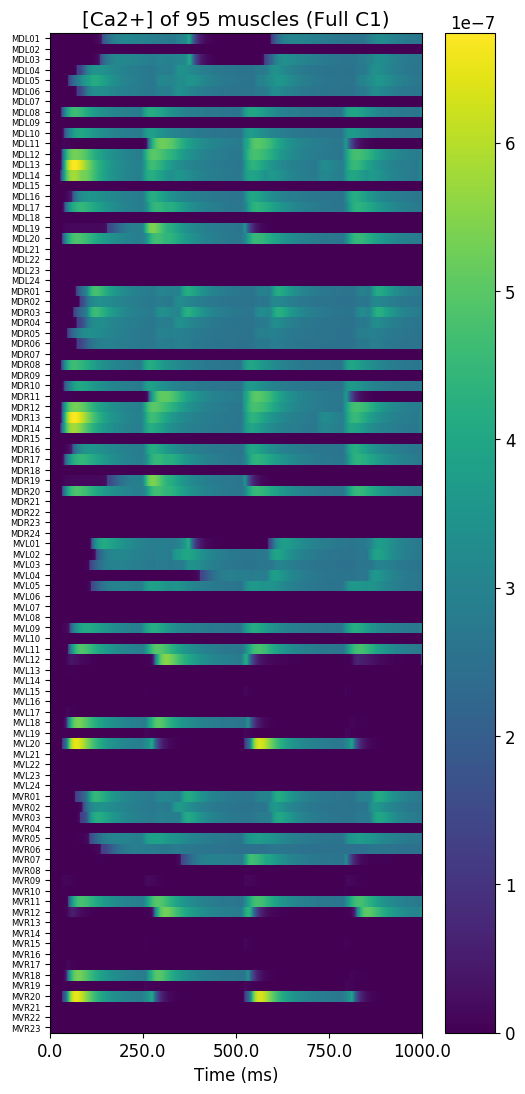 [Ca2+] of 95 muscles (Full C1)
1e−7
MDL01
MDL02
MDL03
MDL04
MDL05
MDL06
MDL07
MDL08
MDL09
MDL10
MDL11
MDL12
MDL13
MDL14
MDL15
MDL16
MDL17
MDL18
MDL19
MDL20
MDL21
MDL22
MDL23
MDL24
MDR01
MDR02
MDR03
MDR04
MDR05
MDR06
MDR07
MDR08
MDR09
MDR10
MDR11
MDR12
MDR13
MDR14
MDR15
MDR16
MDR17
MDR18
MDR19
MDR20
MDR21
MDR22
MDR23
MDR24
MVL01
MVL02
MVL03
MVL04
MVL05
MVL06
MVL07
MVL08
MVL09
MVL10
MVL11
MVL12
MVL13
MVL14
MVL15
MVL16
MVL17
MVL18
MVL19
MVL20
MVL21
MVL22
MVL23
MVL24
MVR01
MVR02
MVR03
MVR04
MVR05
MVR06
MVR07
MVR08
MVR09
MVR10
MVR11
MVR12
MVR13
MVR14
MVR15
MVR16
MVR17
MVR18
MVR19
MVR20
MVR21
MVR22
MVR23
0.0 250.0 500.0 750.0 1000.0
Time (ms)
6
5
4
3
2
1
0